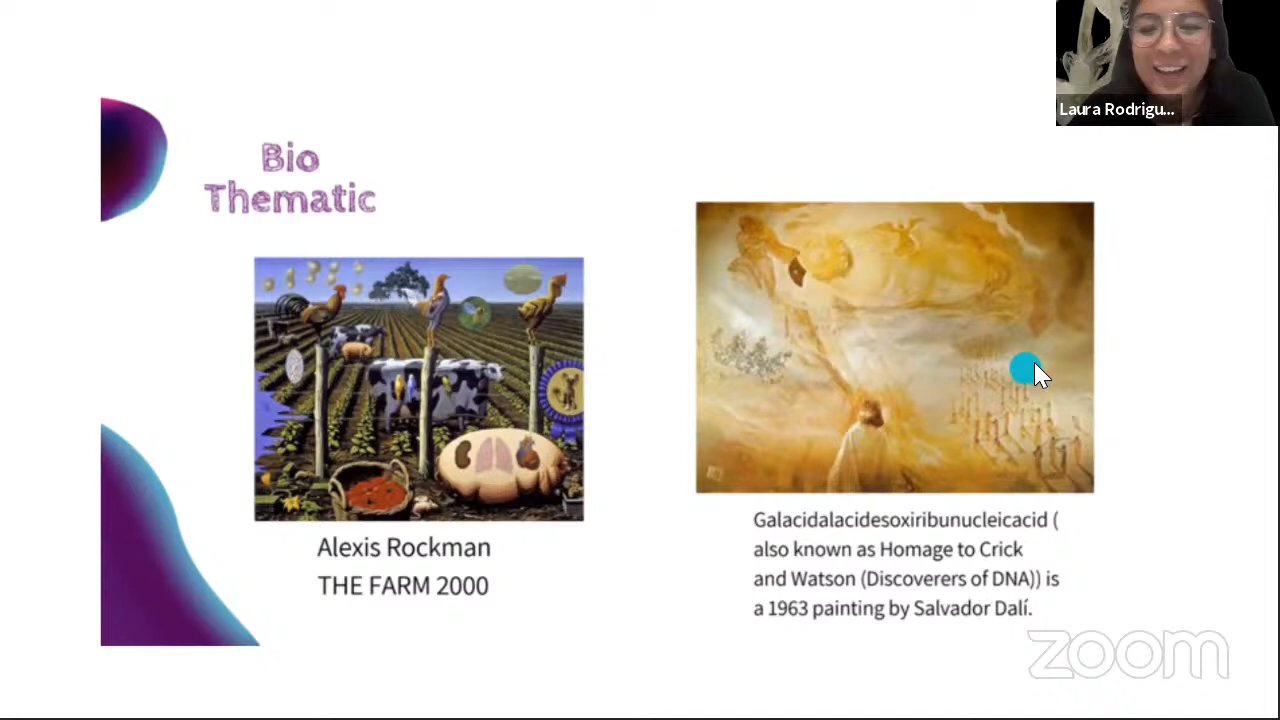 Laura Rodrigu...
Bio
Thematic
Alexis Rockman
THE FARM 2000
Galacidalacidesoxiribunucleicacid (
also known as Homage to Crick
and Watson (Discoverers of DNA)) is
a 1963 painting by Salvador Dalí.
zoom